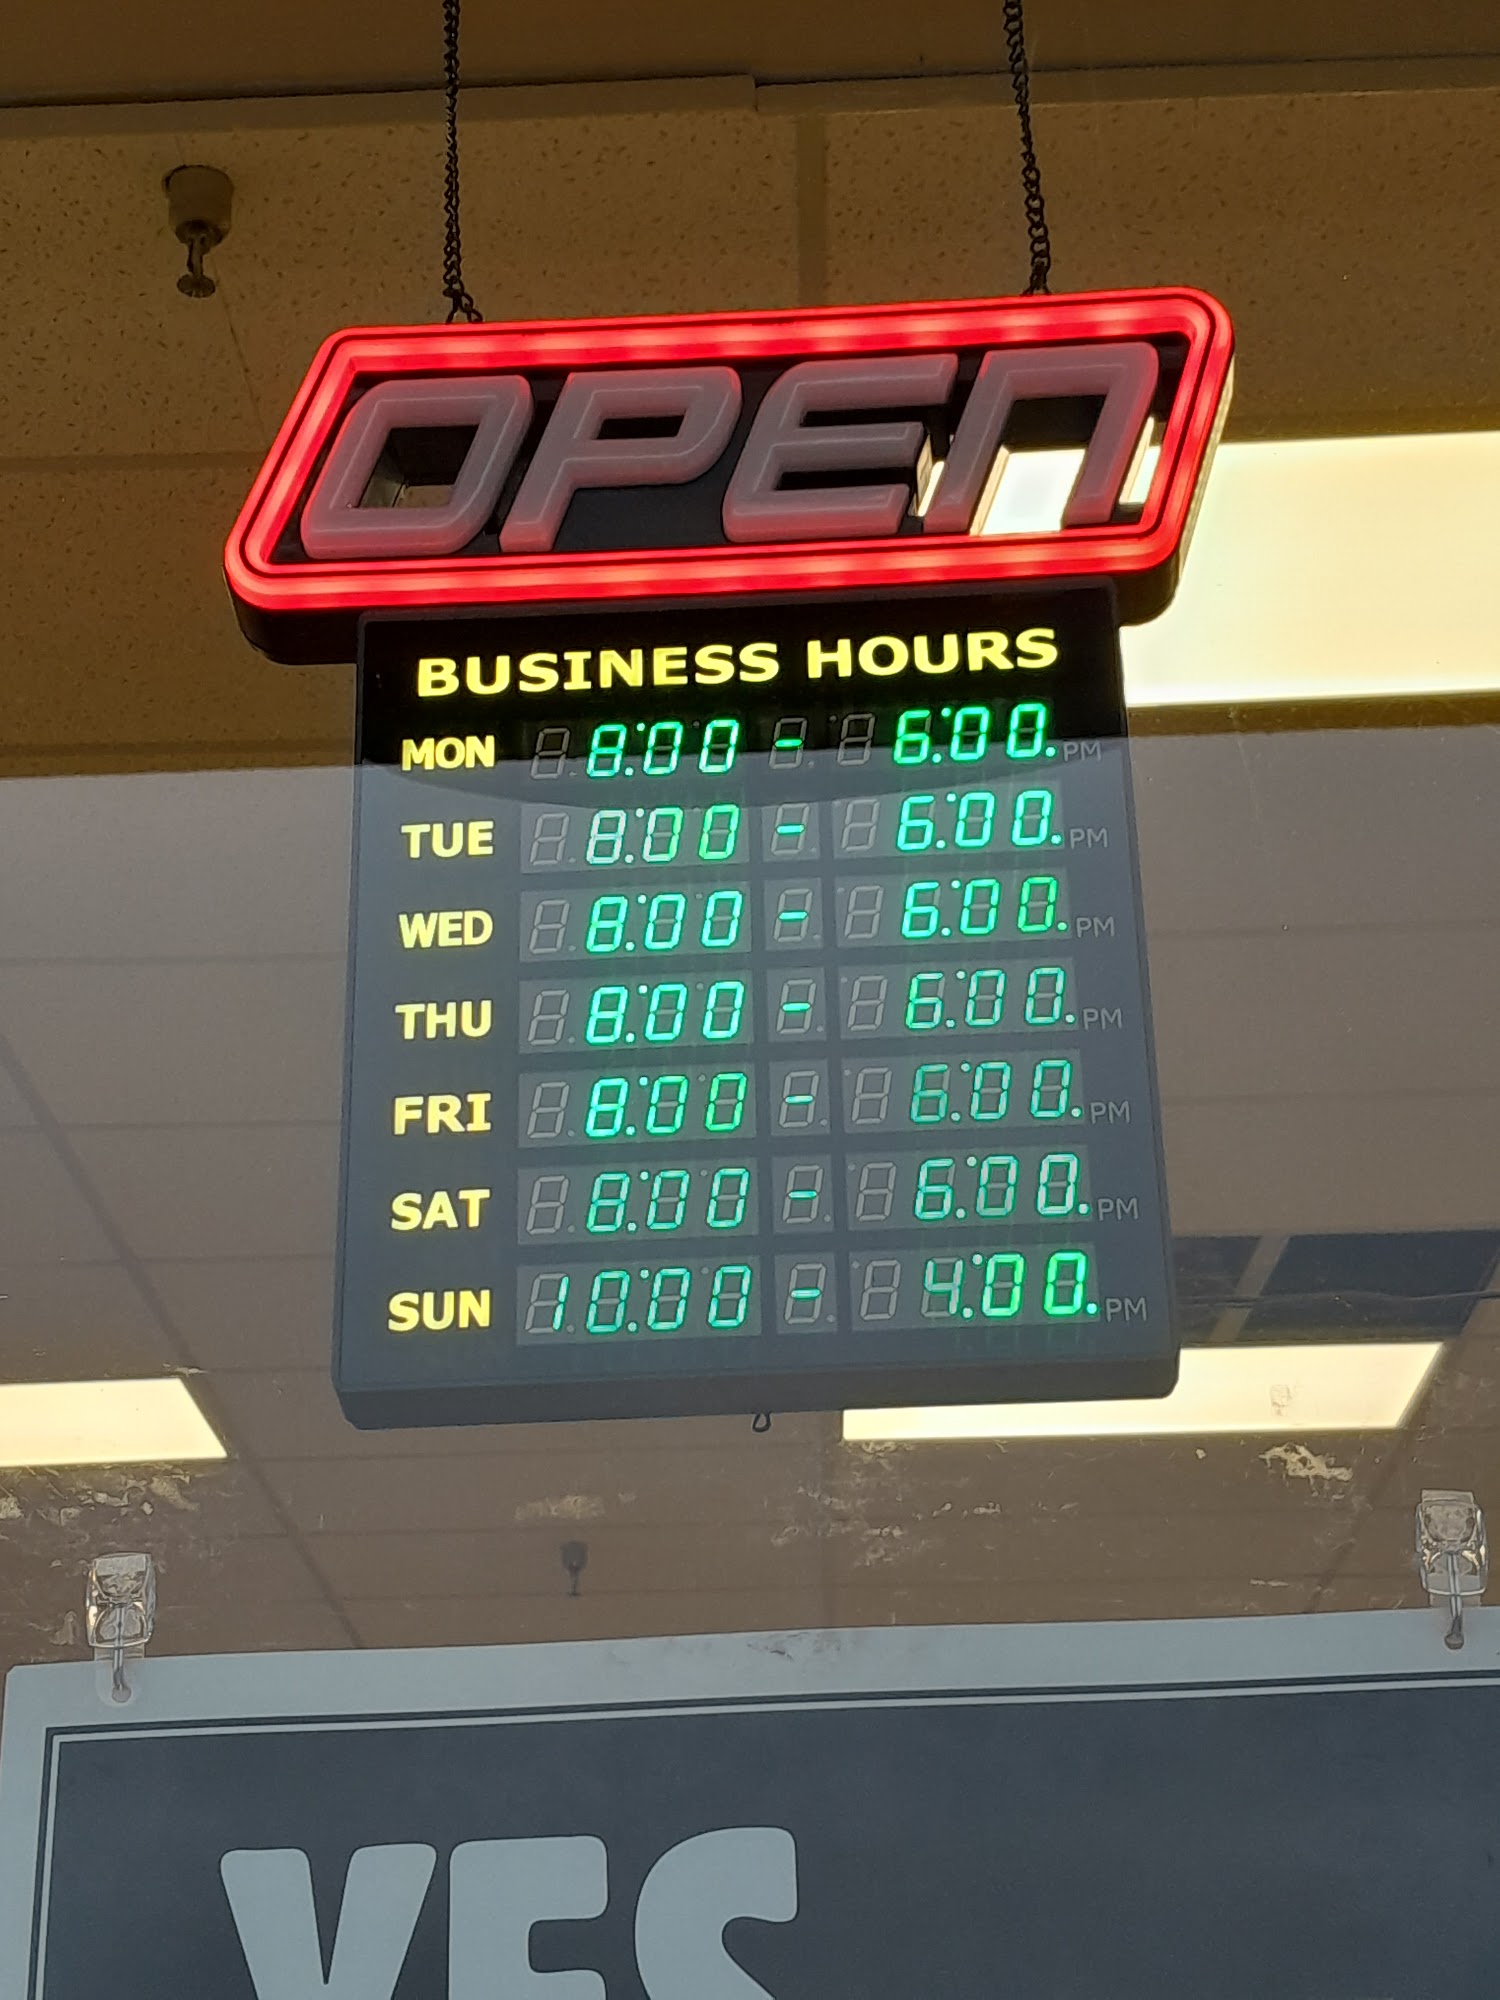 OPEN
BUSINESS HOURS
MON 8:00 - 6:00 PM
TUE 8:00 - 6:00 PM
WED 8:00 - 6:00 PM
THU 8:00 - 6:00 PM
FRI 8:00 - 6:00 PM
SAT 8:00 - 6:00 PM
SUN 10:00 - 4:00 PM
YES